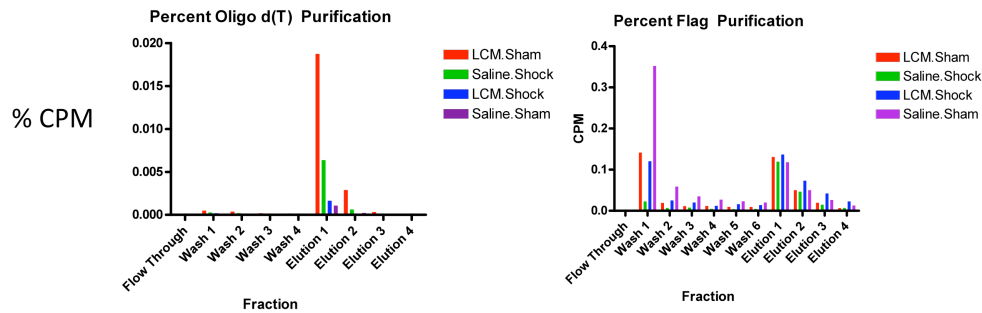 Percent Oligo d(T) Purification
0.020
0.015
0.010
0.005
0.000
% CPM
Flow Through
Wash 1
Wash 2
Wash 3
Wash 4
Elution 1
Elution 2
Elution 3
Elution 4
Fraction
LCM.Sham
Saline.Shock
LCM.Shock
Saline.Sham
Percent Flag Purification
0.4
0.3
0.2
0.1
0.0
CPM
Flow Through
Wash 1
Wash 2
Wash 3
Wash 4
Wash 5
Wash 6
Elution 1
Elution 2
Elution 3
Elution 4
Fraction
LCM.Sham
Saline.Shock
LCM.Shock
Saline.Sham